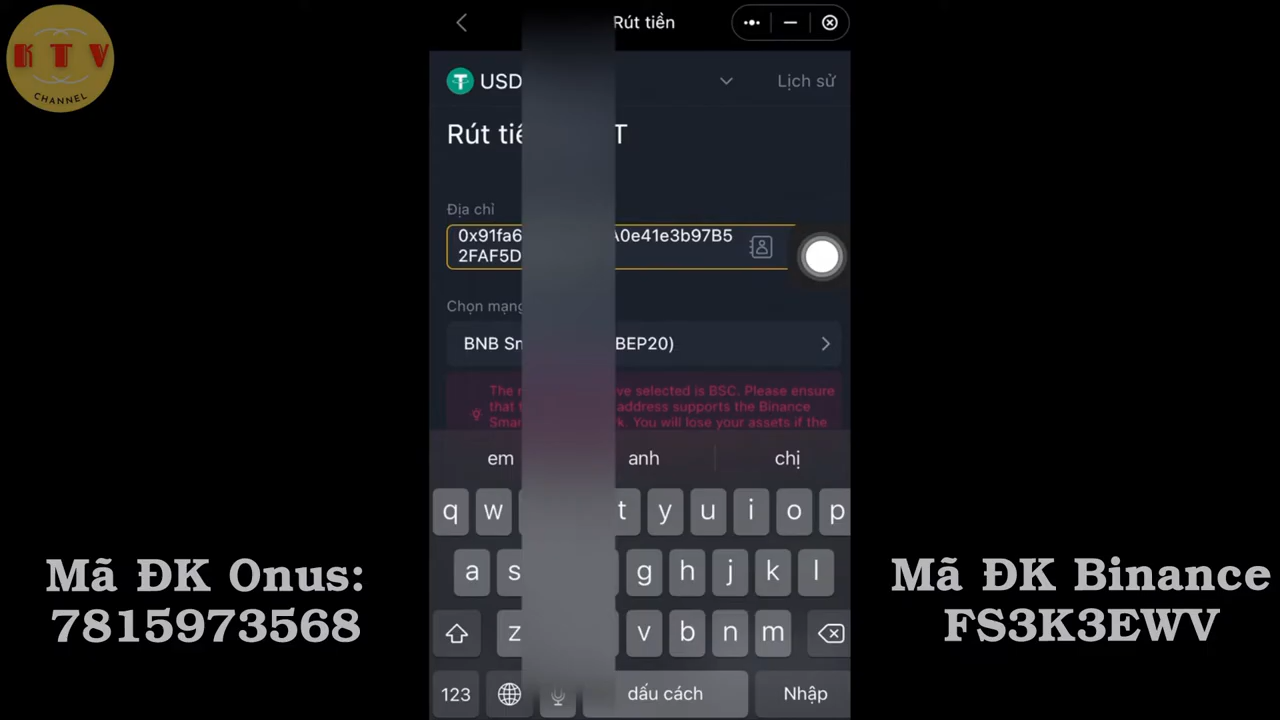 KTV
CHANNEL
Rút tiền
USD
Lịch sử
Rút tiề T
Địa chỉ
0x91fa6 A0e41e3b97B5
2FAF5D
Chọn mạng
BNB Sm BEP20)
The n ve selected is BSC. Please ensure
that t address supports the Binance
Smar k. You will lose your assets if the
em anh chị
q w t y u i o p
a s g h j k l
z v b n m
123 dấu cách Nhập
Mã ĐK Onus:
7815973568
Mã ĐK Binance
FS3K3EWV